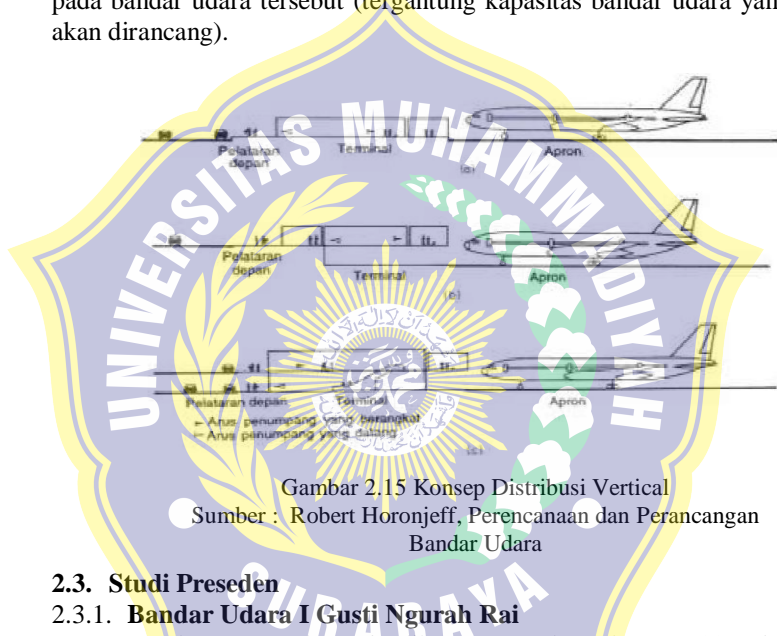 pada bandar udara tersebut (tergantung kapasitas bandar udara yan
akan dirancang).
Pelataran
depan
Terminal
Apron
(a)
Pelataran
depan
Terminal
Apron
(b)
Pelataran depan
Terminal
Apron
Arus penumpang yang berangkat
Arus penumpang yang datang
(c)
Gambar 2.15 Konsep Distribusi Vertical
Sumber : Robert Horonjeff, Perencanaan dan Perancangan
Bandar Udara
2.3. Studi Preseden
2.3.1. Bandar Udara I Gusti Ngurah Rai
UNIVERSITAS MUHAMMADIYAH
SURABAYA